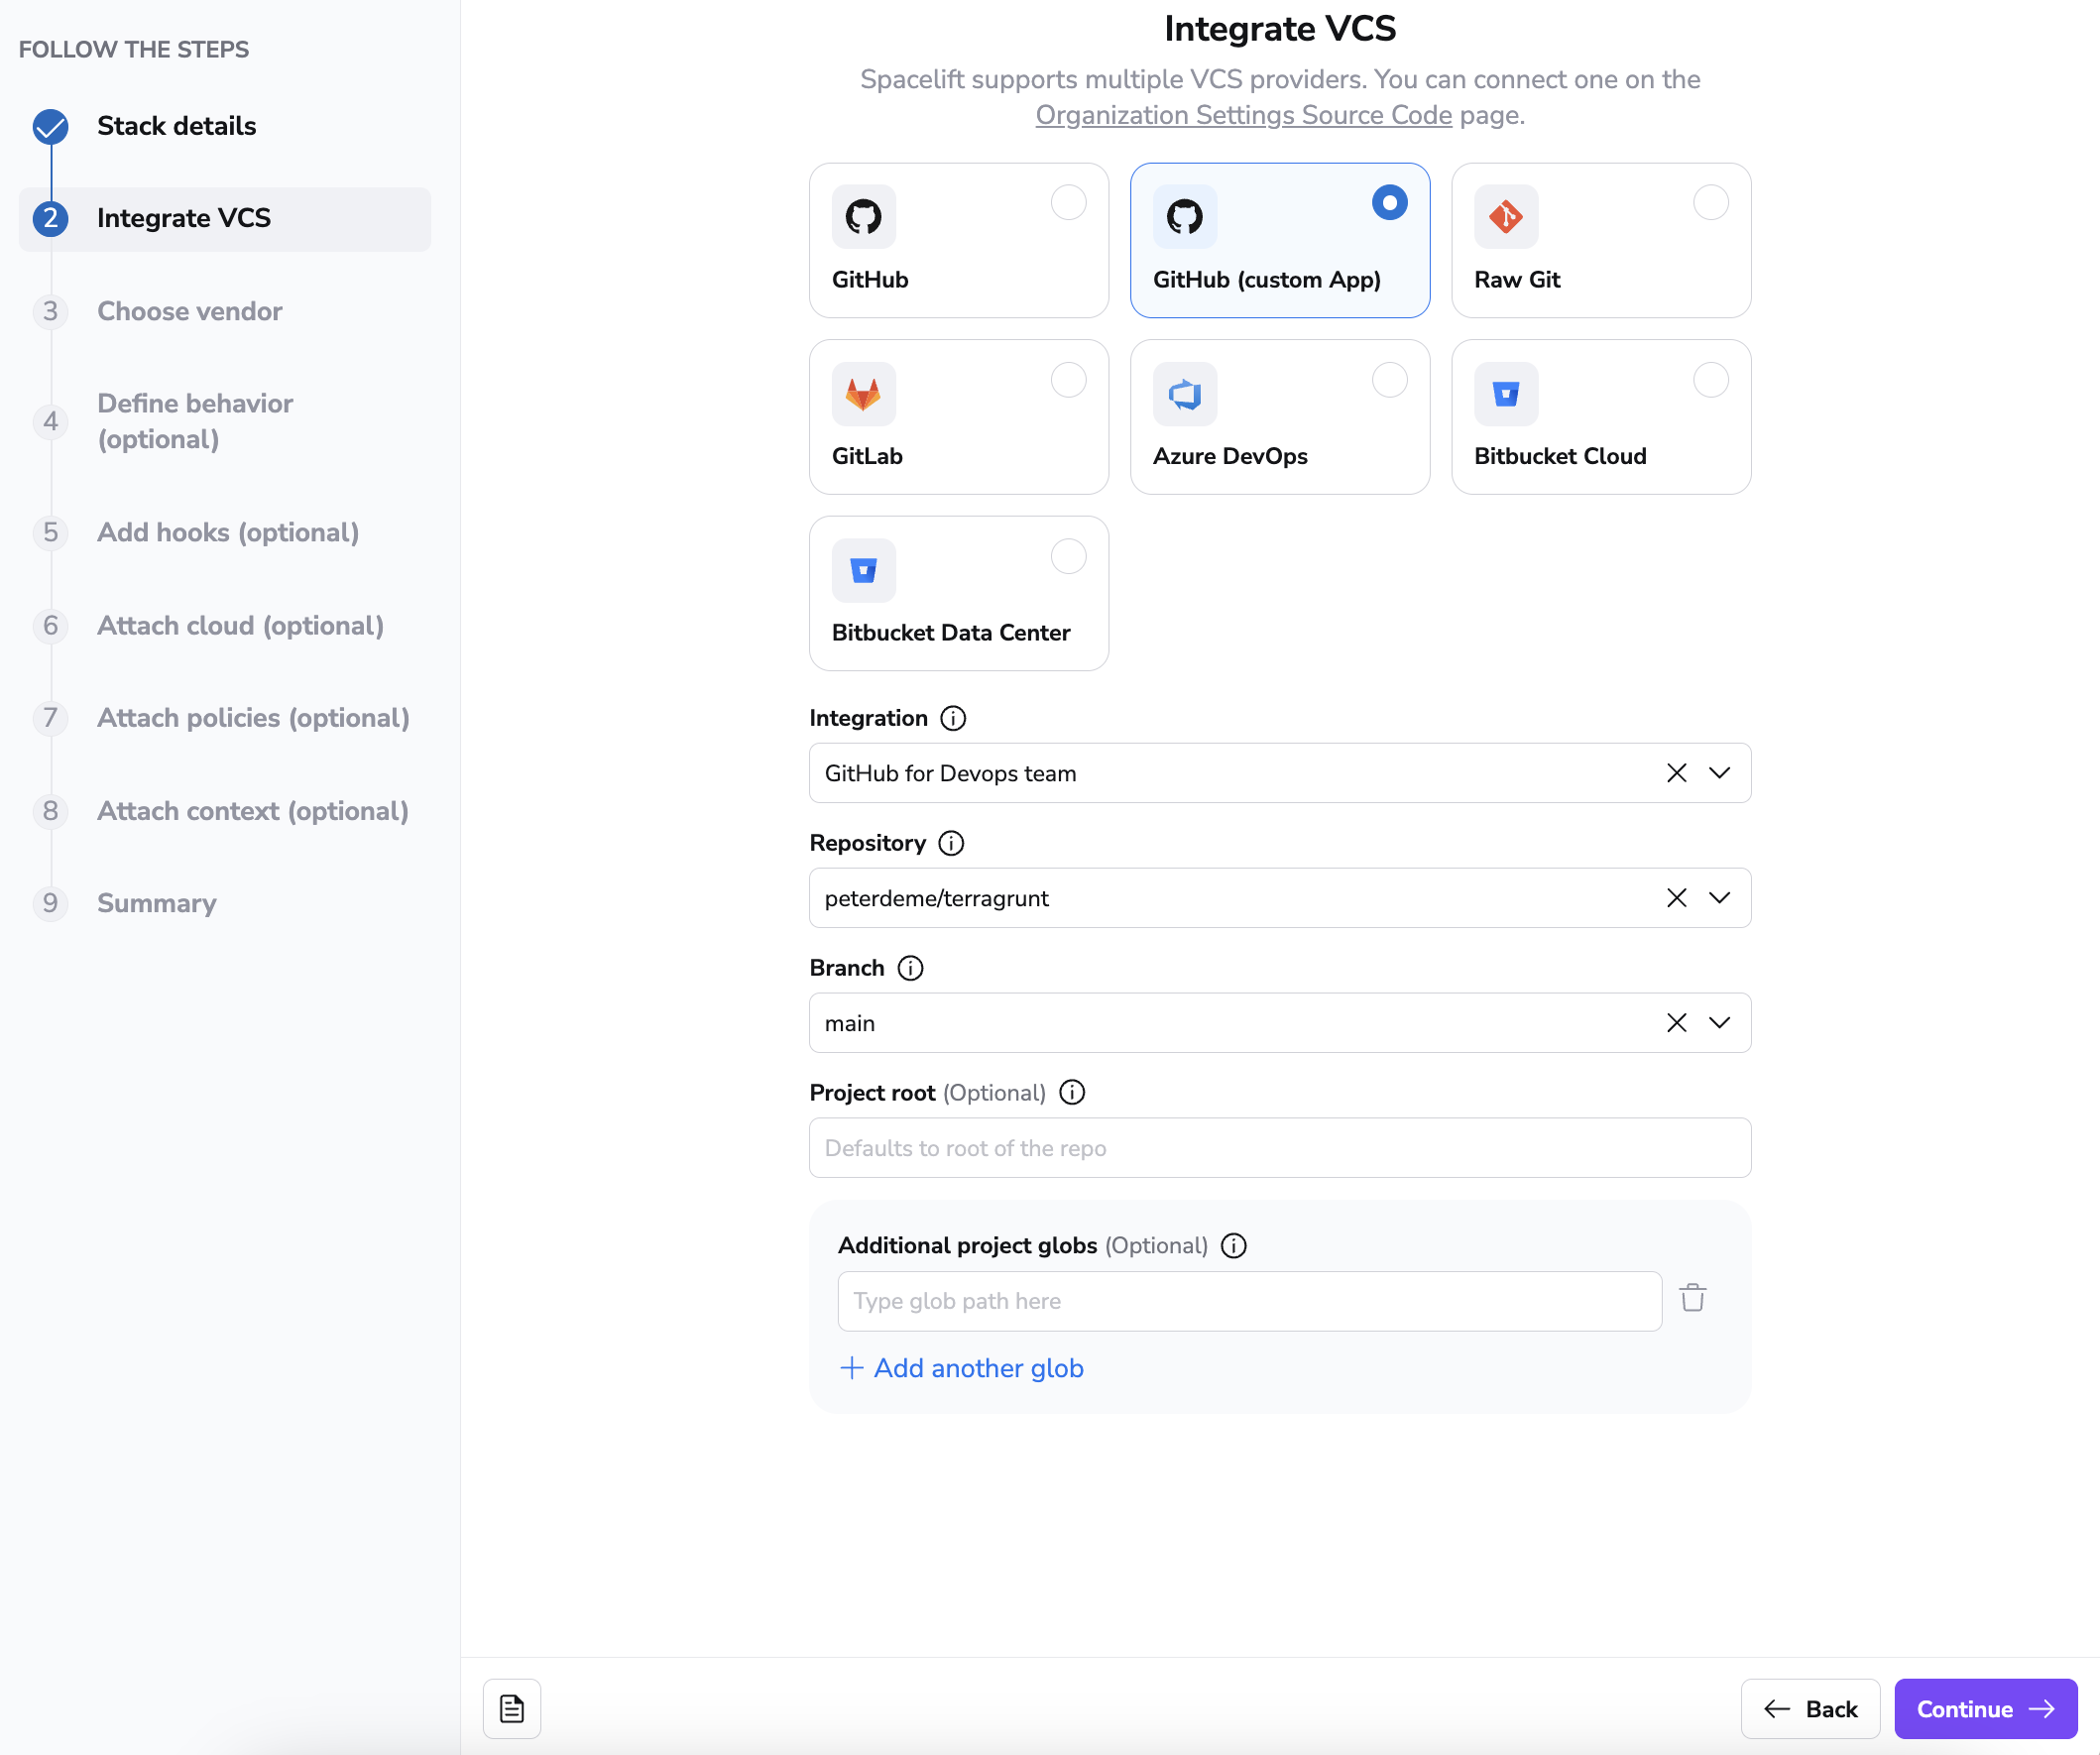 FOLLOW THE STEPS
Stack details
2 Integrate VCS
3 Choose vendor
4 Define behavior
(optional)
5 Add hooks (optional)
6 Attach cloud (optional)
7 Attach policies (optional)
8 Attach context (optional)
9 Summary
Integrate VCS
Spacelift supports multiple VCS providers. You can connect one on the
Organization Settings Source Code page.
GitHub
GitHub (custom App)
Raw Git
GitLab
Azure DevOps
Bitbucket Cloud
Bitbucket Data Center
Integration
GitHub for Devops team
Repository
peterdeme/terragrunt
Branch
main
Project root (Optional)
Defaults to root of the repo
Additional project globs (Optional)
Type glob path here
Add another glob
Back
Continue